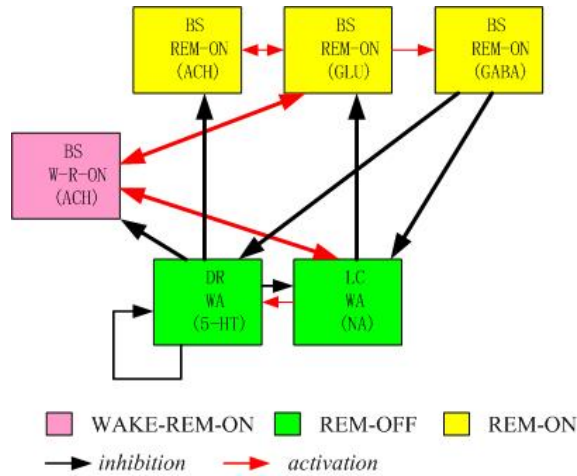 BS
REM-ON
(ACH)
BS
REM-ON
(GLU)
BS
REM-ON
(GABA)
BS
W-R-ON
(ACH)
DR
WA
(5-HT)
LC
WA
(NA)
WAKE-REM-ON
REM-OFF
REM-ON
inhibition
activation